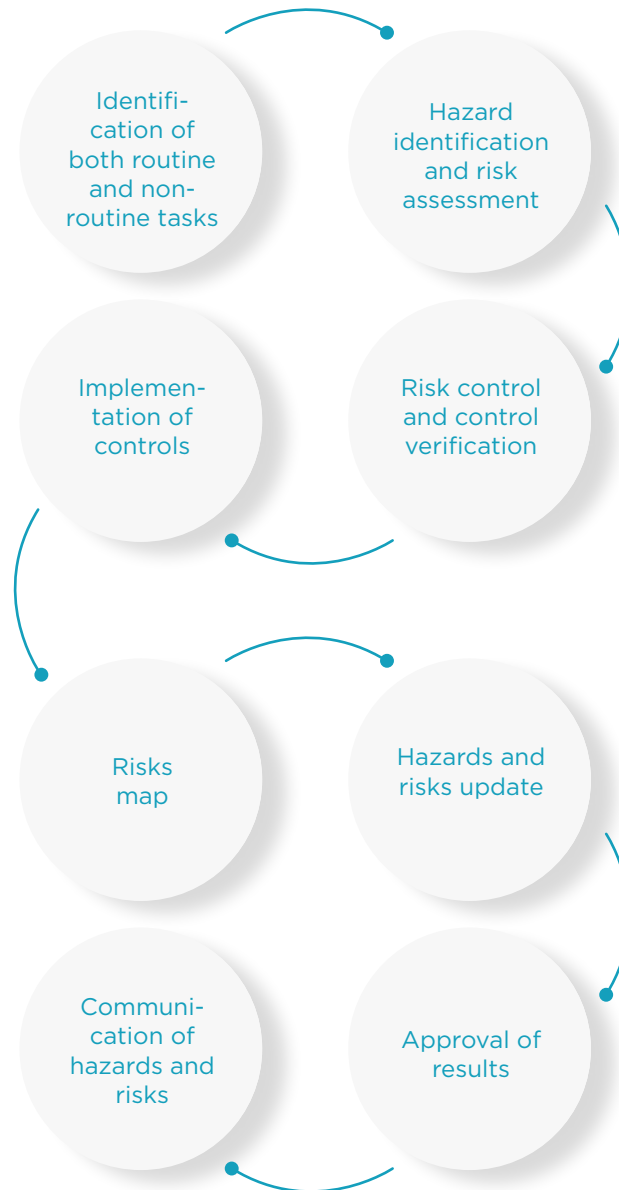 Identifi-
cation of
both routine
and non-
routine tasks
Hazard
identification
and risk
assessment
Risk control
and control
verification
Implemen-
tation of
controls
Risks
map
Hazards and
risks update
Approval of
results
Communi-
cation of
hazards and
risks